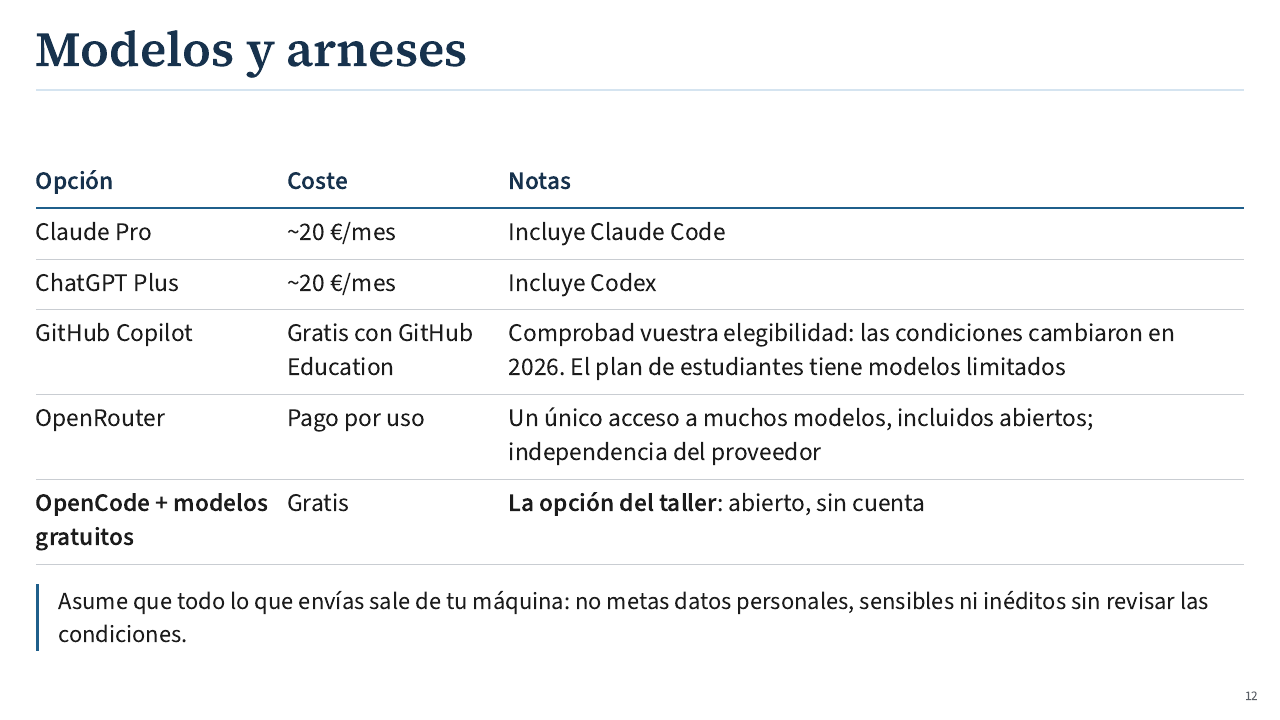 Modelos y arneses
Opción Coste Notas
Claude Pro ~20 €/mes Incluye Claude Code
ChatGPT Plus ~20 €/mes Incluye Codex
GitHub Copilot Gratis con GitHub Comprobad vuestra elegibilidad: las condiciones cambiaron en
Education 2026. El plan de estudiantes tiene modelos limitados
OpenRouter Pago por uso Un único acceso a muchos modelos, incluidos abiertos;
independencia del proveedor
OpenCode + modelos Gratis La opción del taller: abierto, sin cuenta
gratuitos
Asume que todo lo que envías sale de tu máquina: no metas datos personales, sensibles ni inéditos sin revisar las
condiciones.
12